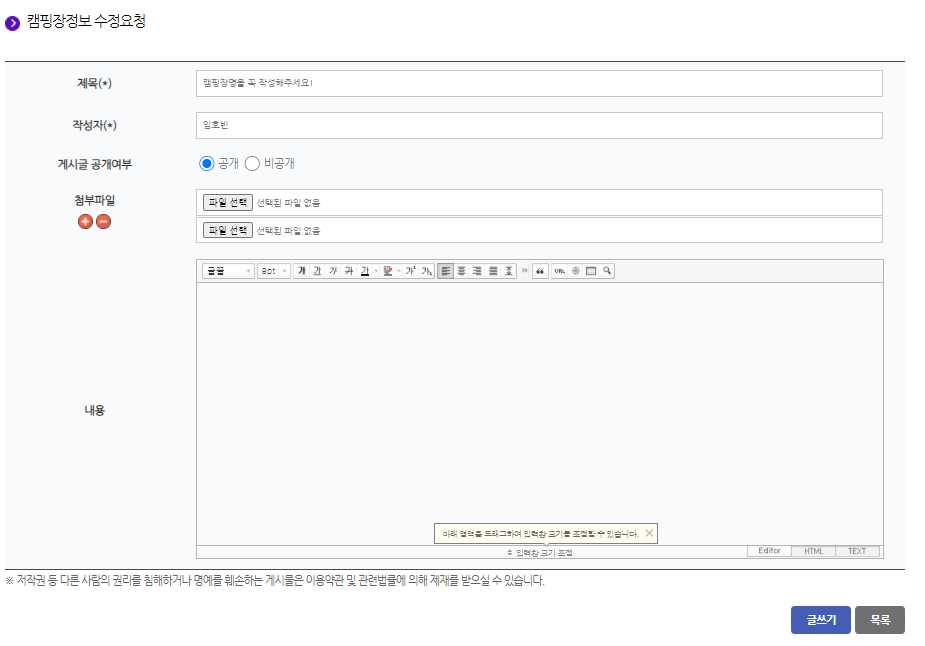 캠핑장정보 수정요청
제목(*)
캠핑장명을 꼭 작성해주세요!
작성자(*)
임호빈
게시글 공개여부
공개 비공개
첨부파일
파일 선택 선택된 파일 없음
파일 선택 선택된 파일 없음
글꼴 9pt 가 가 가 가 가 가² 가₂ URL
내용
아래 영역을 드래그하여 입력창 크기를 조절할 수 있습니다.
입력창 크기 조절
Editor HTML TEXT
※ 저작권 등 다른 사람의 권리를 침해하거나 명예를 훼손하는 게시물은 이용약관 및 관련법률에 의해 제재를 받으실 수 있습니다.
글쓰기 목록